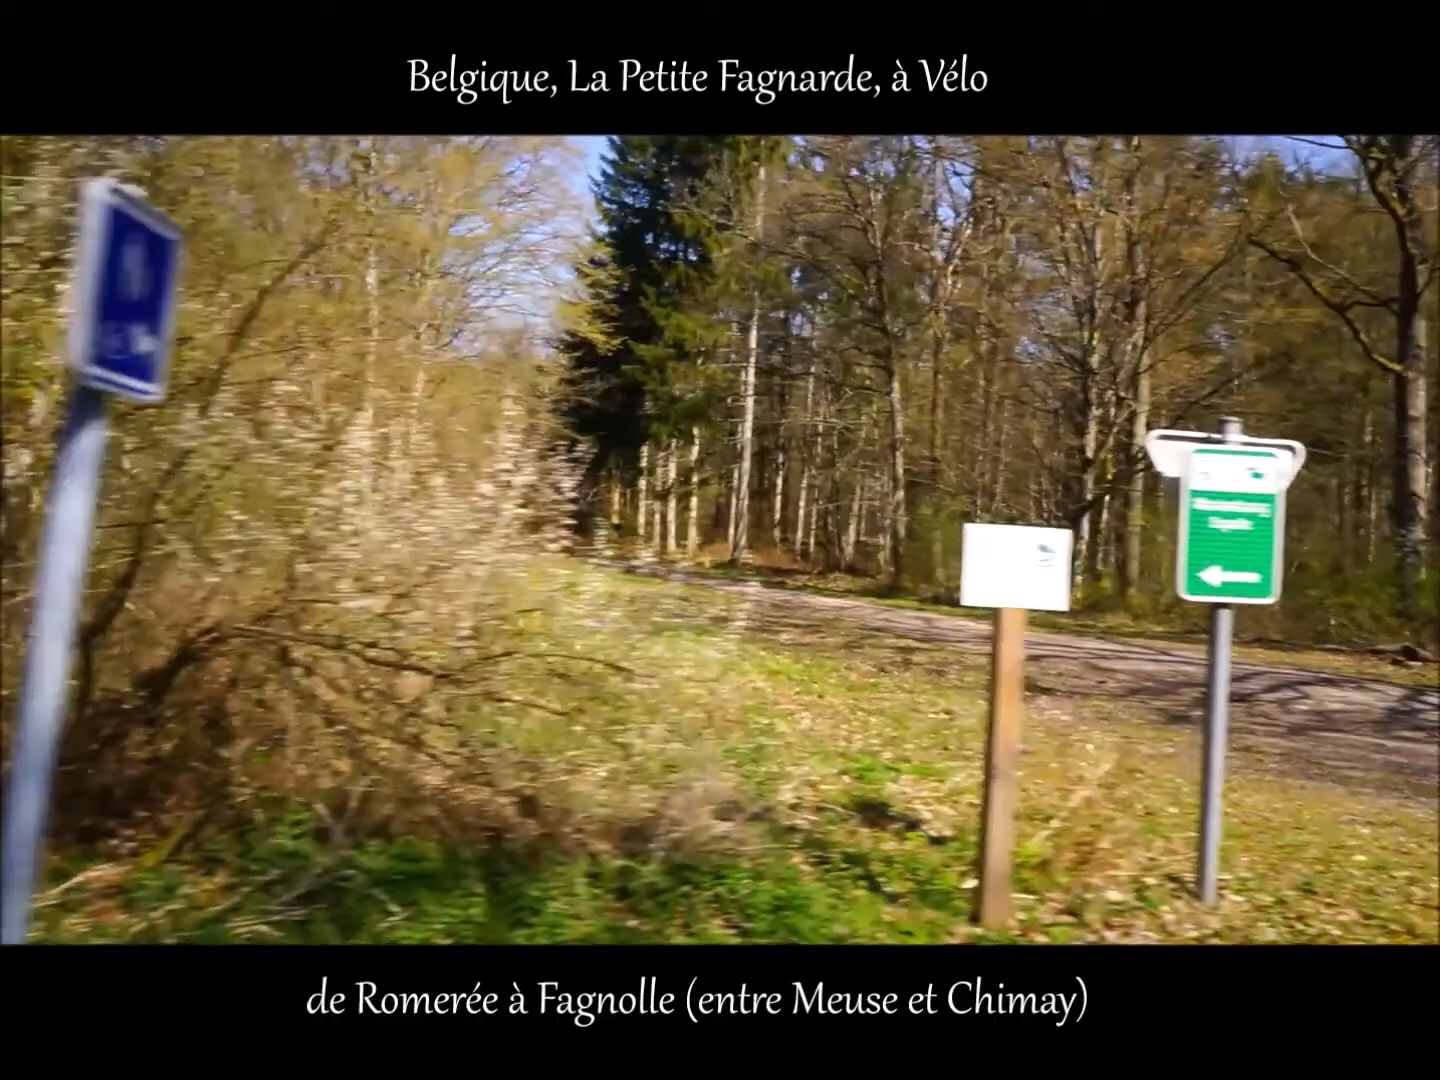 Belgique, La Petite Fagnarde, à Vélo
de Romerée à Fagnolle (entre Meuse et Chimay)